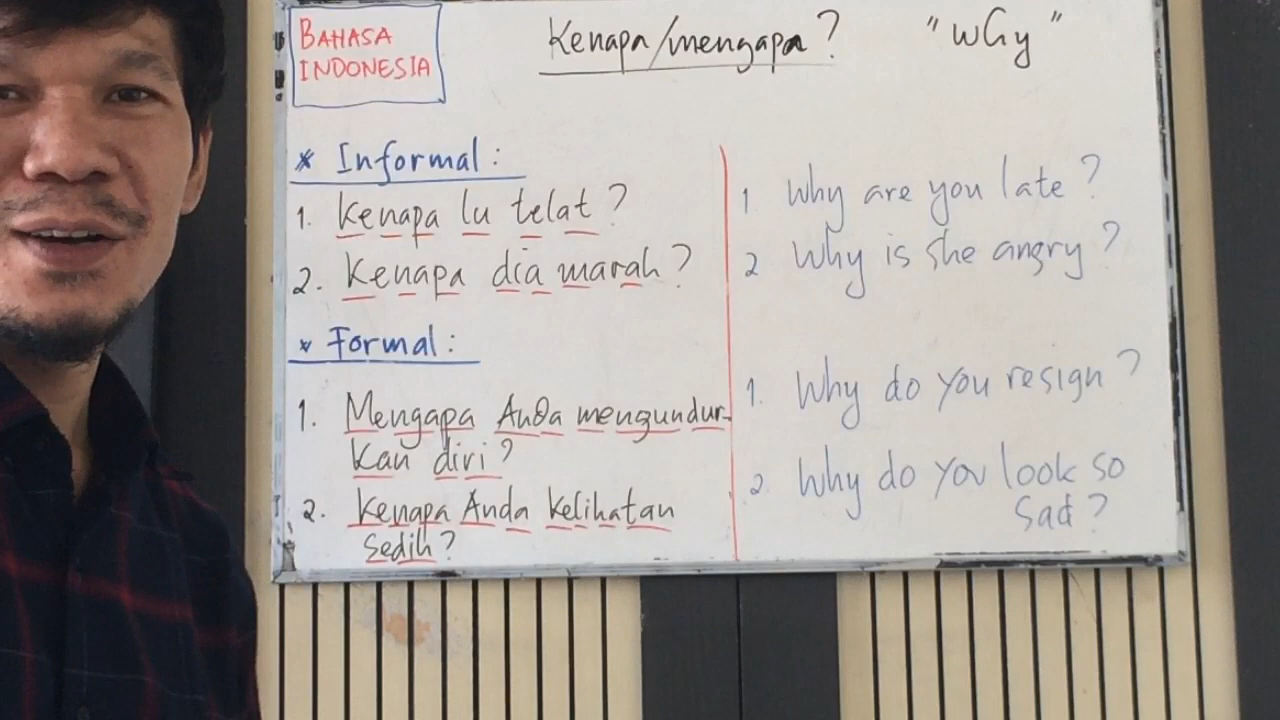 BAHASA
INDONESIA
Kenapa/mengapa? "Why"
* Informal:
1. Kenapa lu telat?
2. Kenapa dia marah?
* Formal:
1. Mengapa Anda mengundur-
kan diri?
2. Kenapa Anda kelihatan
sedih?
1 Why are you late?
2 Why is she angry?
1. Why do you resign?
2. Why do you look so
sad?